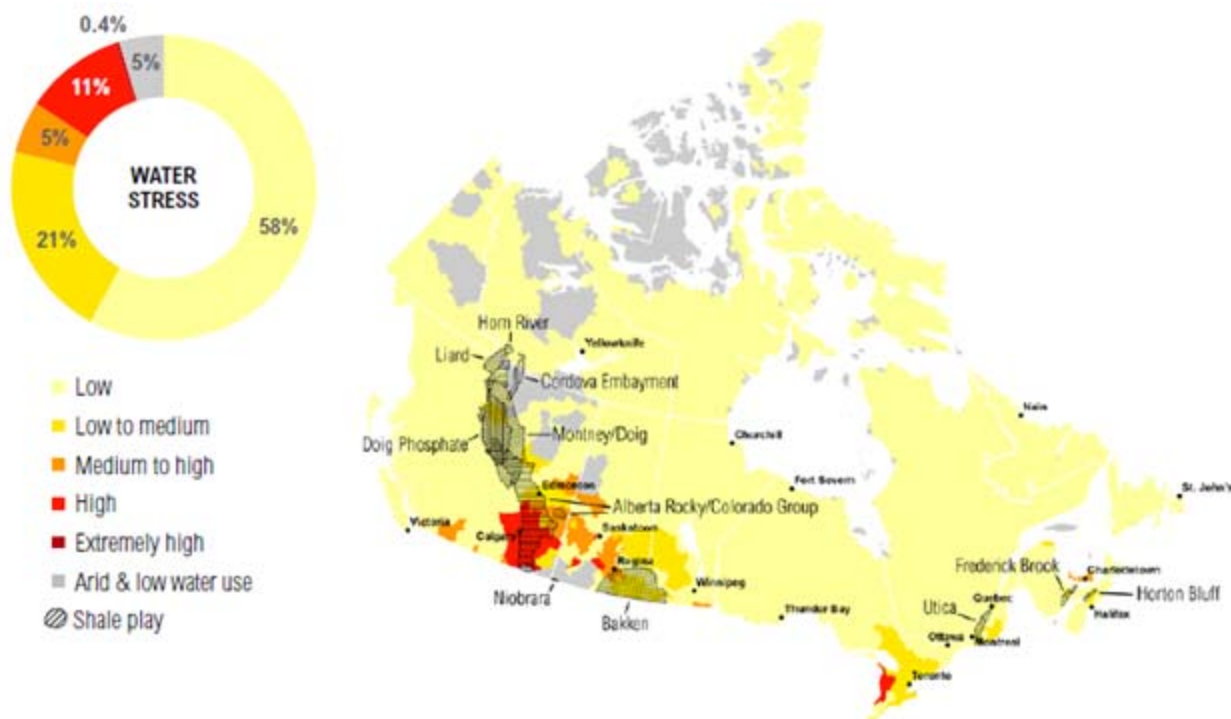 0.4%
5%
11%
5%
21%
58%
WATER
STRESS
Low
Low to medium
Medium to high
High
Extremely high
Arid & low water use
Shale play
Horn River
Liard
Yellowknife
Cordova Embayment
Doig Phosphate
Montney/Doig
Churchill
Nain
Edmonton
Fort Severn
St. John's
Alberta Rocky/Colorado Group
Victoria
Calgary
Saskatoon
Regina
Winnipeg
Niobrara
Bakken
Thunder Bay
Frederick Brook
Charlottetown
Horton Bluff
Utica
Quebec
Halifax
Ottawa
Montreal
Toronto